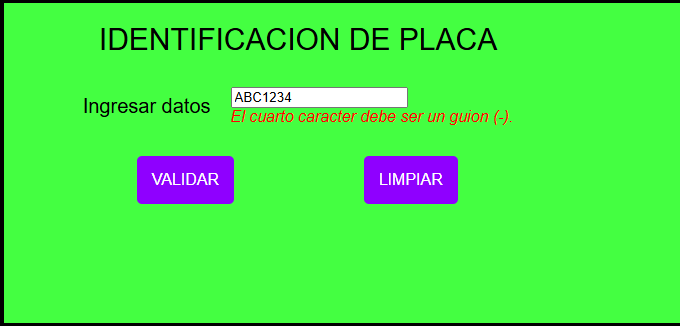 IDENTIFICACION DE PLACA
Ingresar datos
ABC1234
El cuarto caracter debe ser un guion (-).
VALIDAR
LIMPIAR